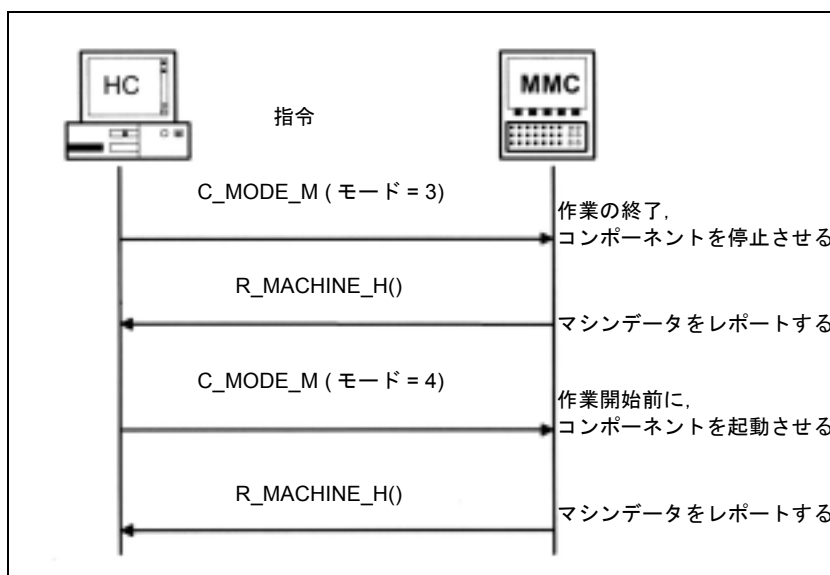 HC
MMC
指令
C_MODE_M ( モード = 3)
作業の終了,
コンポーネントを停止させる
R_MACHINE_H()
マシンデータをレポートする
C_MODE_M ( モード = 4)
作業開始前に,
コンポーネントを起動させる
R_MACHINE_H()
マシンデータをレポートする